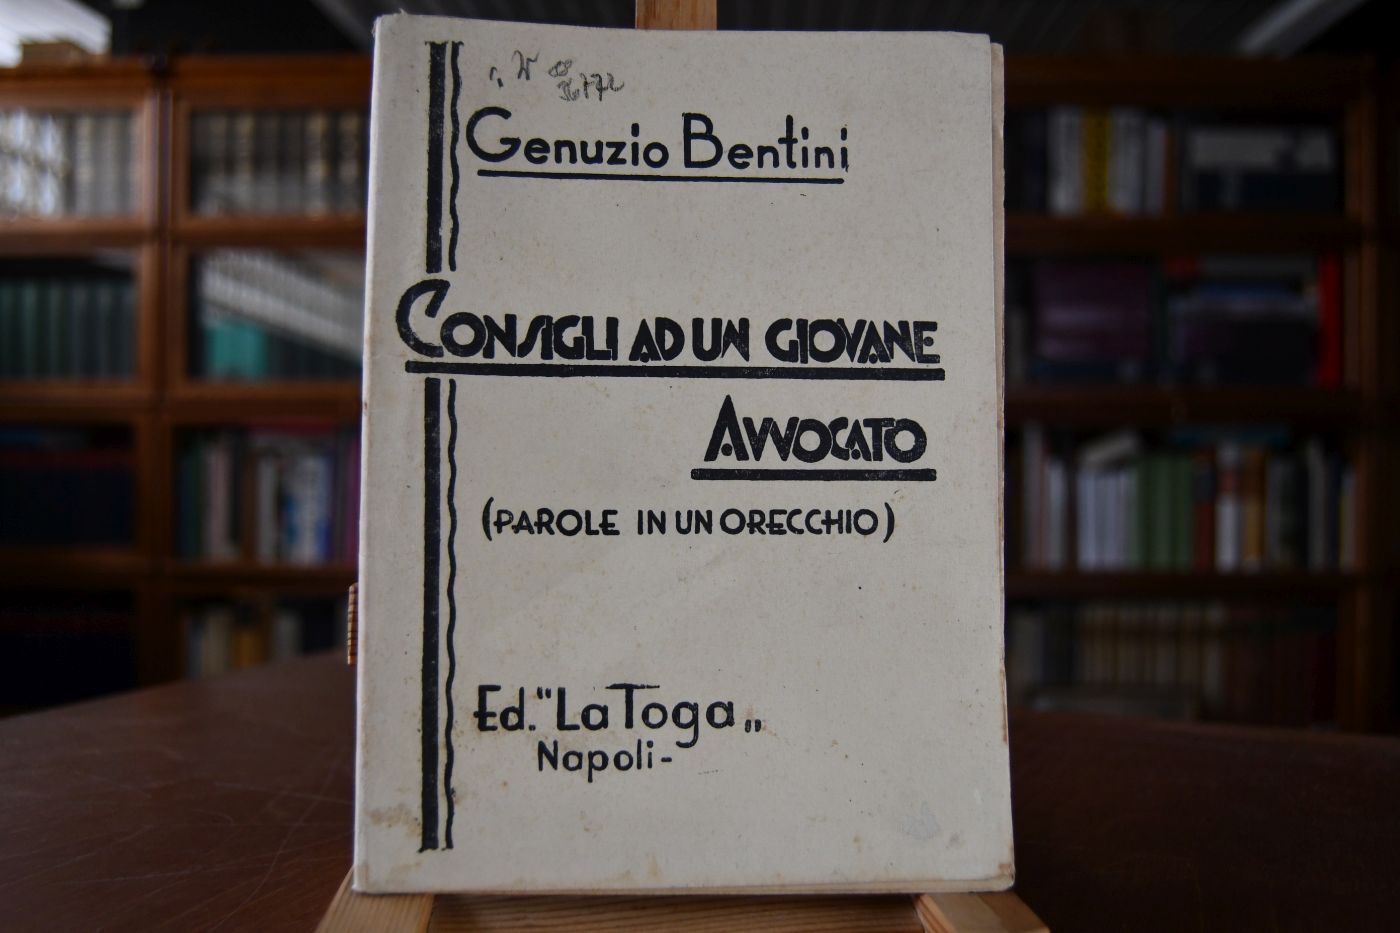 Genuzio Bentini
CONSIGLI AD UN GIOVANE
AVVOCATO
(PAROLE IN UN ORECCHIO)
Ed. "La Toga„
Napoli-